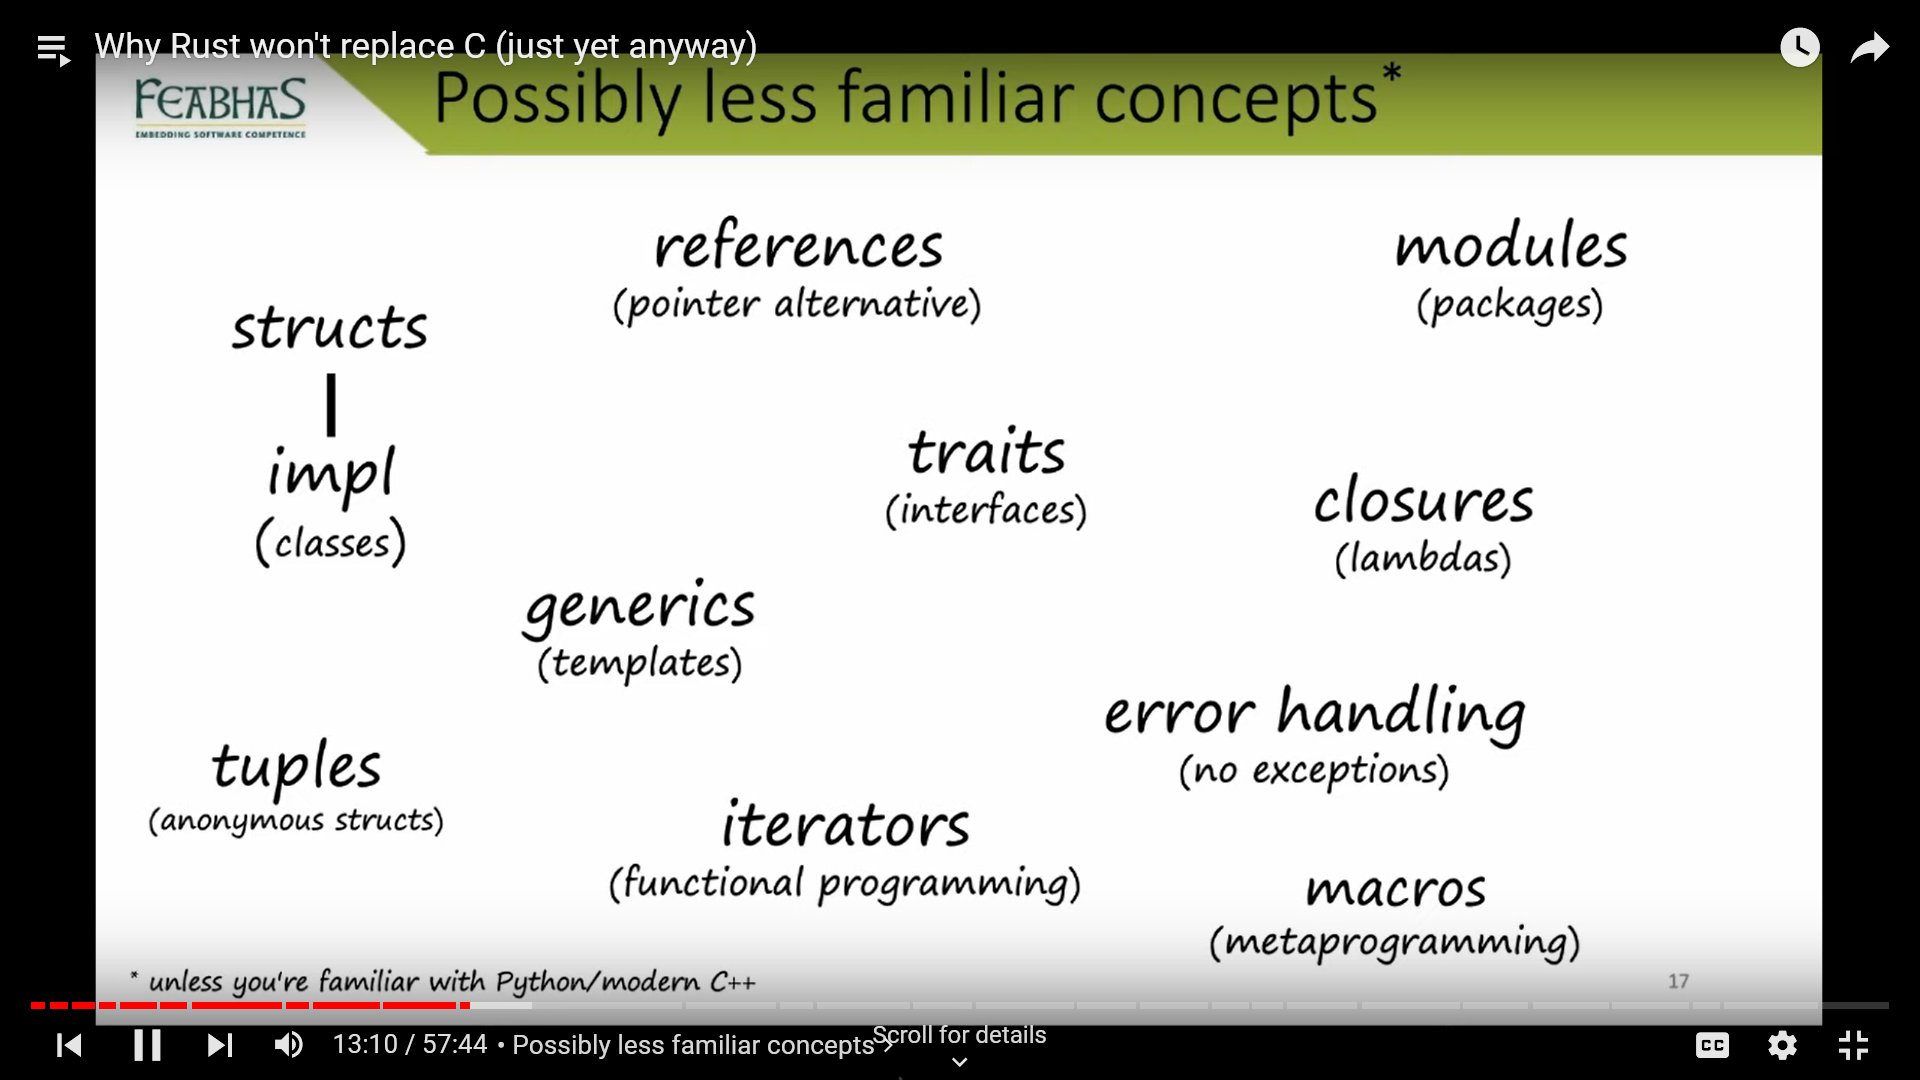 Why Rust won't replace C (just yet anyway)
FEABHAS
EMBEDDING SOFTWARE COMPETENCE
Possibly less familiar concepts*
references
(pointer alternative)
modules
(packages)
structs
impl
(classes)
traits
(interfaces)
closures
(lambdas)
generics
(templates)
error handling
(no exceptions)
tuples
(anonymous structs)
iterators
(functional programming)
macros
(metaprogramming)
* unless you're familiar with Python/modern C++
17
13:10 / 57:44 • Possibly less familiar concepts
Scroll for details
CC